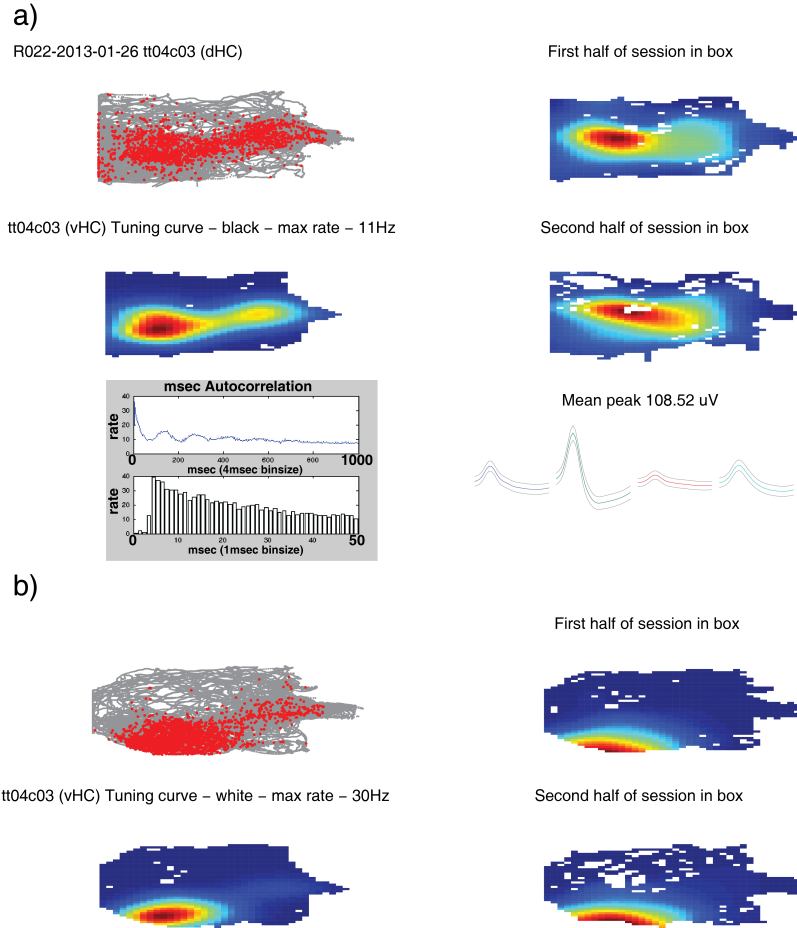 a)
R022-2013-01-26 tt04c03 (dHC)
First half of session in box
tt04c03 (vHC) Tuning curve − black − max rate − 11Hz
Second half of session in box
msec Autocorrelation
rate
40
30
20
10
0
0 200 400 600 800 1000
msec (4msec binsize)
rate
40
30
20
10
0
0 10 20 30 40 50
msec (1msec binsize)
Mean peak 108.52 uV
b)
First half of session in box
tt04c03 (vHC) Tuning curve − white − max rate − 30Hz
Second half of session in box